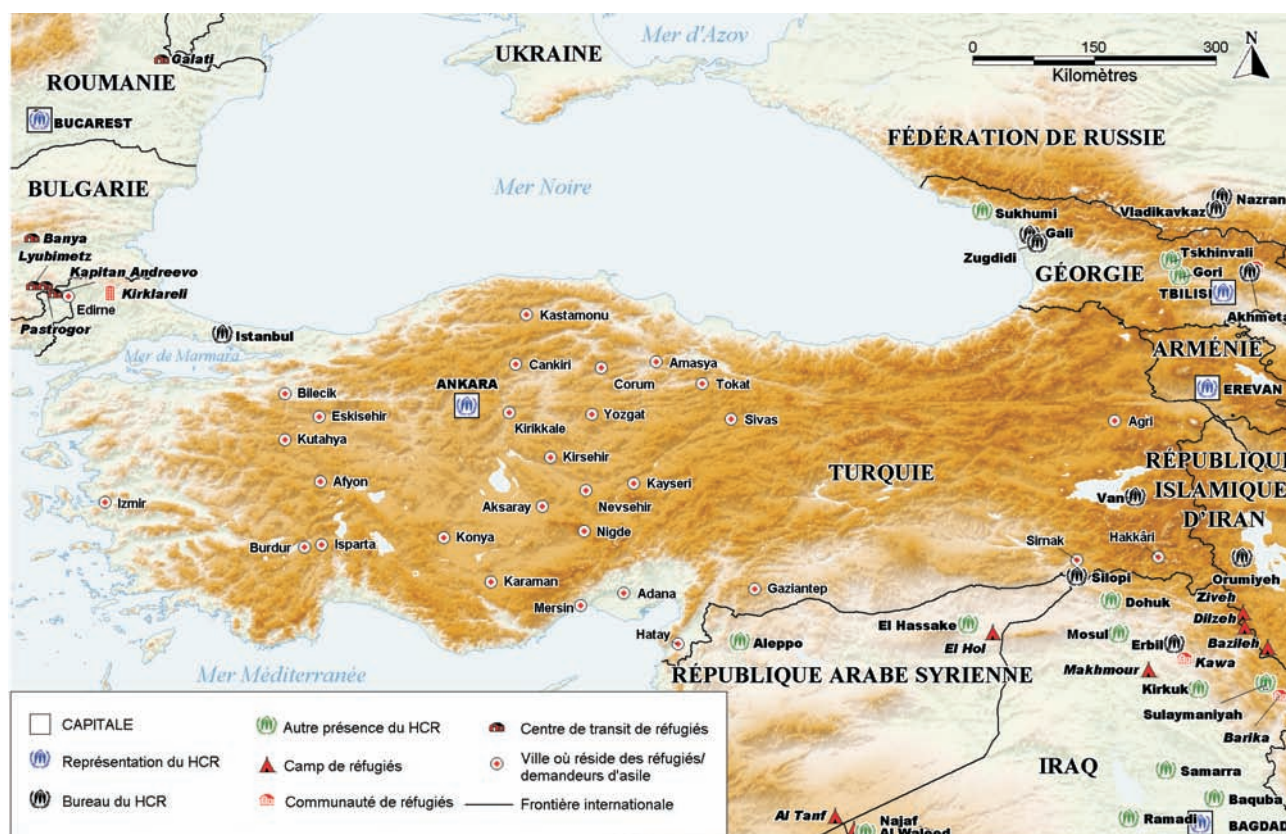 Mer d'Azov
UKRAINE
N
0 150 300
Kilomètres
Galati
ROUMANIE
BUCAREST
FÉDÉRATION DE RUSSIE
BULGARIE
Mer Noire
Nazran
Vladikavkaz
Sukhumi
Gali
Zugdidi
Tskhinvali
Gori
GÉORGIE
TBILISI
Akhmeta
Banya
Lyubimetz
Kapitan Andreevo
Kirklareli
Edirne
Pastrogor
Istanbul
Mer de Marmara
Kastamonu
Cankiri
Corum
Amasya
Tokat
ARMÉNIE
EREVAN
Bilecik
ANKARA
Eskisehir
Kirikkale
Yozgat
Sivas
Agri
Kutahya
Kirsehir
TURQUIE
RÉPUBLIQUE
ISLAMIQUE
D'IRAN
Afyon
Kayseri
Nevsehir
Van
Izmir
Aksaray
Nigde
Konya
Burdur
Isparta
Sirnak
Hakkâri
Orumiyeh
Karaman
Adana
Gaziantep
Silopi
Mersin
Ziveh
Dilzeh
Dohuk
Hatay
Aleppo
El Hassake
El Hol
Mosul
Erbil
Bazileh
Kawa
Mer Méditerranée
RÉPUBLIQUE ARABE SYRIENNE
Makhmour
Kirkuk
Sulaymaniyah
Barika
IRAQ
Samarra
Baquba
Al Tanf
Najaf
Al Waleed
Ramadi
BAGDAD
CAPITALE
Représentation du HCR
Bureau du HCR
Autre présence du HCR
Camp de réfugiés
Communauté de réfugiés
Centre de transit de réfugiés
Ville où réside des réfugiés/
demandeurs d'asile
Frontière internationale